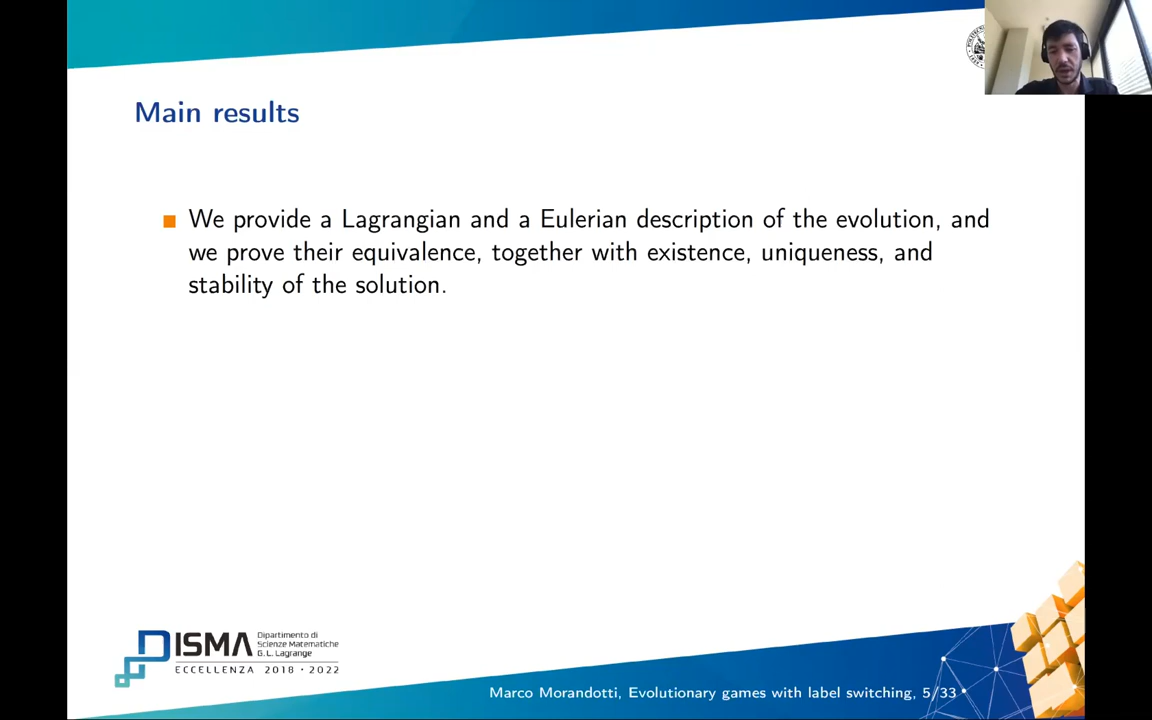 Main results
We provide a Lagrangian and a Eulerian description of the evolution, and
we prove their equivalence, together with existence, uniqueness, and
stability of the solution.
DISMA
Dipartimento di
Scienze Matematiche
G. L. Lagrange
ECCELLENZA 2018 · 2022
Marco Morandotti, Evolutionary games with label switching, 5/33